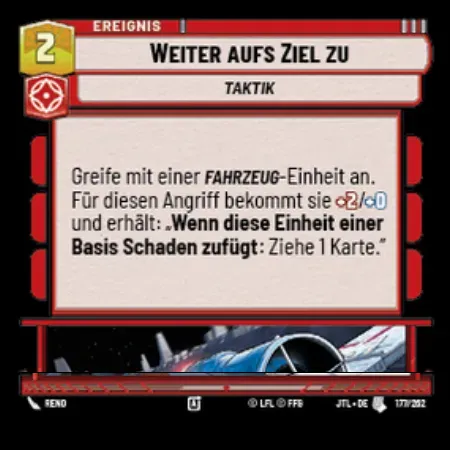 EREIGNIS
2
WEITER AUFS ZIEL ZU
TAKTIK
Greife mit einer FAHRZEUG-Einheit an.
Für diesen Angriff bekommt sie +2/+0
und erhält: „Wenn diese Einheit einer
Basis Schaden zufügt: Ziehe 1 Karte.“
RENO
Ⓒ LFL Ⓟ FFG
JTL • DE
177/262